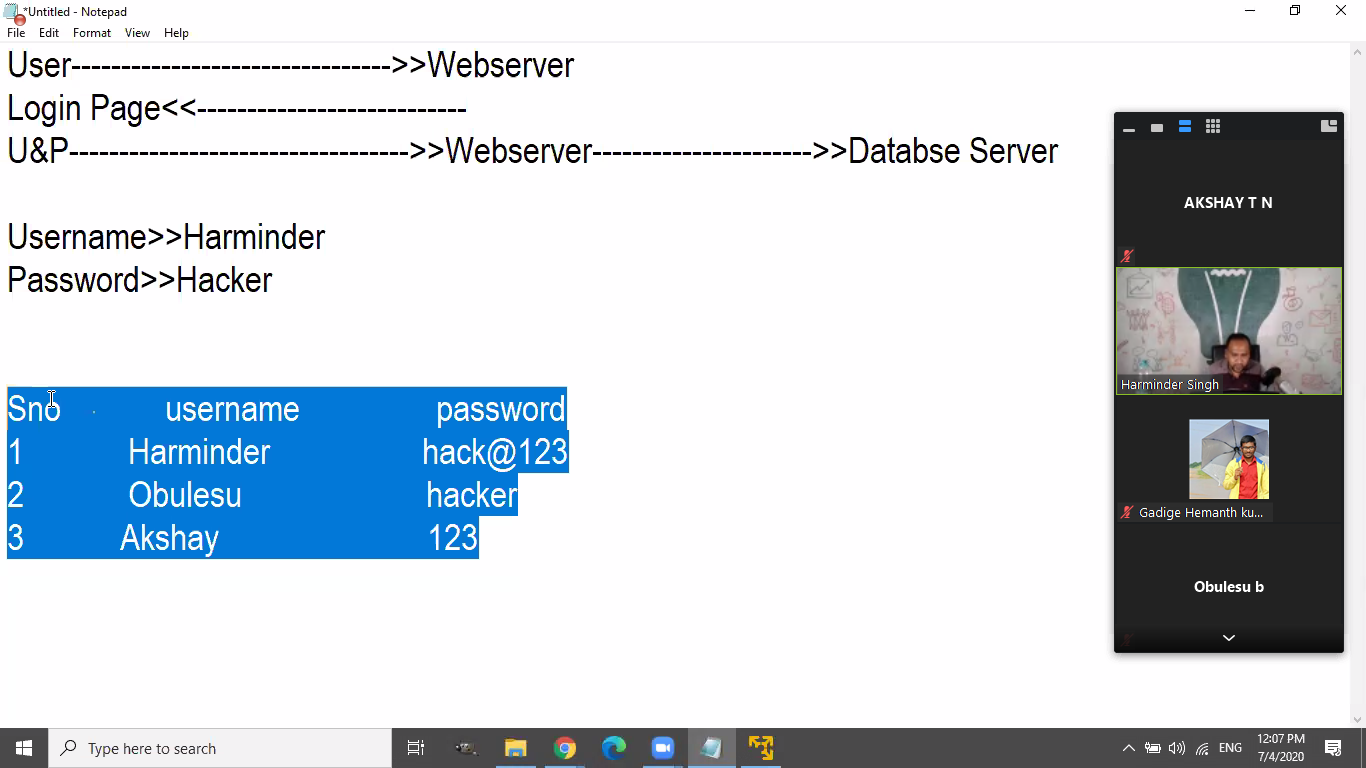 *Untitled - Notepad
File Edit Format View Help
User-------------------------------->>Webserver
Login Page<<---------------------------
U&P---------------------------------->>Webserver---------------------->>Databse Server
Username>>Harminder
Password>>Hacker
Sno username password
1 Harminder hack@123
2 Obulesu hacker
3 Akshay 123
AKSHAY T N
Harminder Singh
Gadige Hemanth ku...
Obulesu b
Type here to search
ENG
12:07 PM
7/4/2020